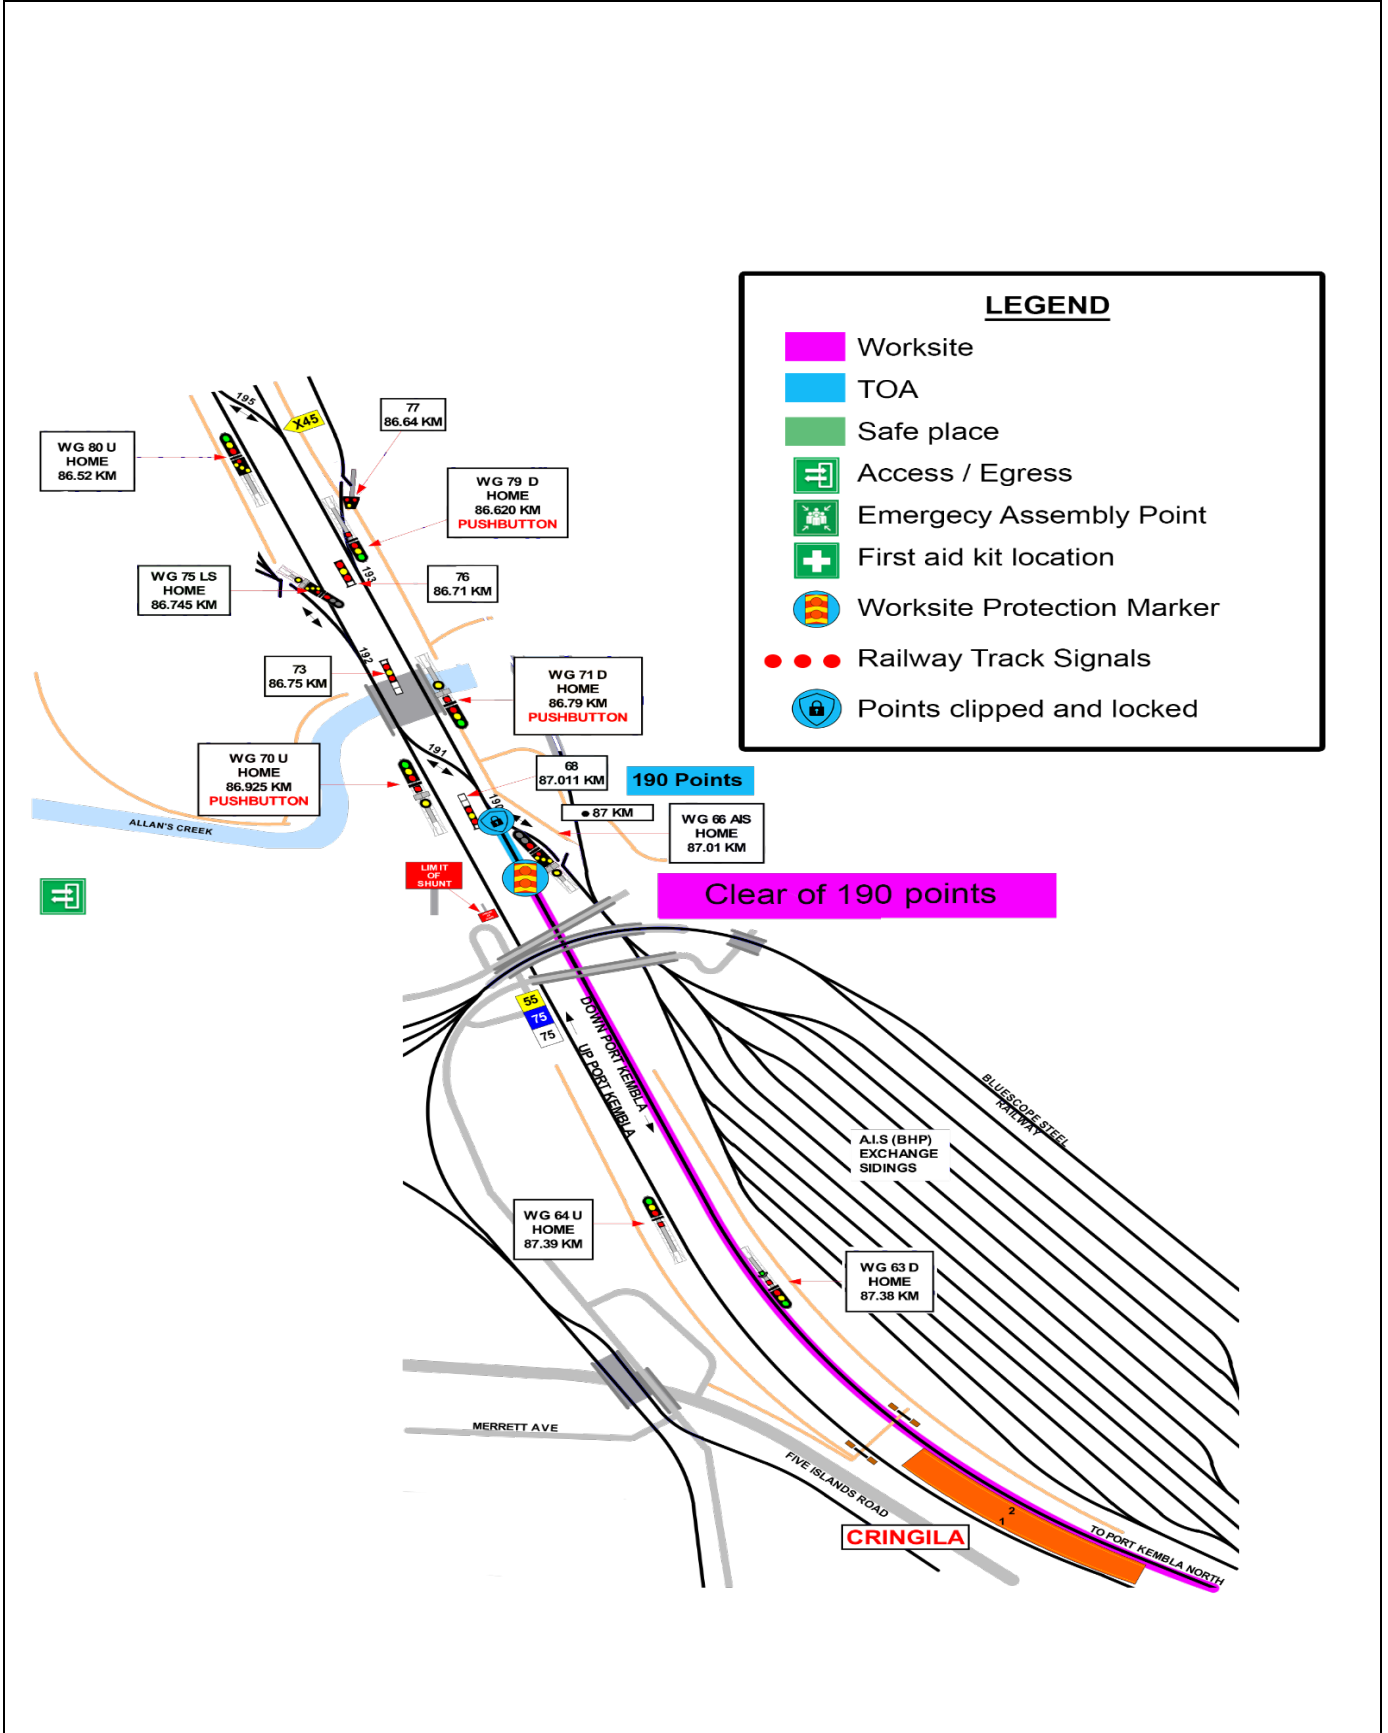 LEGEND
Worksite
TOA
Safe place
Access / Egress
Emergecy Assembly Point
First aid kit location
Worksite Protection Marker
Railway Track Signals
Points clipped and locked
195
X45
77
86.64 KM
WG 80 U
HOME
86.52 KM
WG 79 D
HOME
86.620 KM
PUSHBUTTON
193
76
86.71 KM
WG 75 LS
HOME
86.745 KM
192
73
86.75 KM
WG 71 D
HOME
86.79 KM
PUSHBUTTON
191
WG 70 U
HOME
86.925 KM
PUSHBUTTON
68
87.011 KM
190 Points
190
87 KM
WG 66 AIS
HOME
87.01 KM
ALLAN'S CREEK
LIMIT
OF
SHUNT
Clear of 190 points
55
75
75
DOWN PORT KEMBLA
UP PORT KEMBLA
BLUESCOPE STEEL
RAILWAY
A.I.S (BHP)
EXCHANGE
SIDINGS
WG 64 U
HOME
87.39 KM
WG 63 D
HOME
87.38 KM
MERRETT AVE
FIVE ISLANDS ROAD
2
1
CRINGILA
TO PORT KEMBLA NORTH